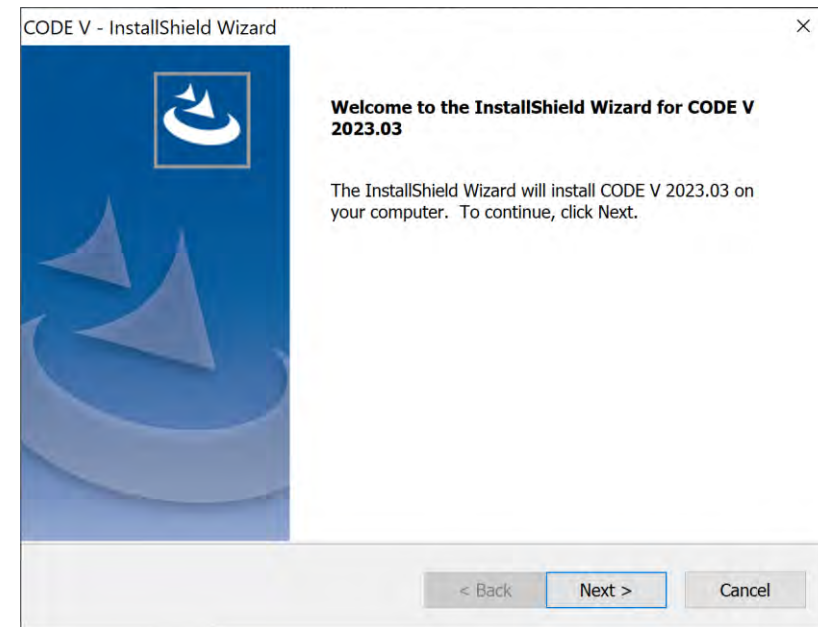 CODE V - InstallShield Wizard
Welcome to the InstallShield Wizard for CODE V
2023.03
The InstallShield Wizard will install CODE V 2023.03 on
your computer.  To continue, click Next.
< Back
Next >
Cancel